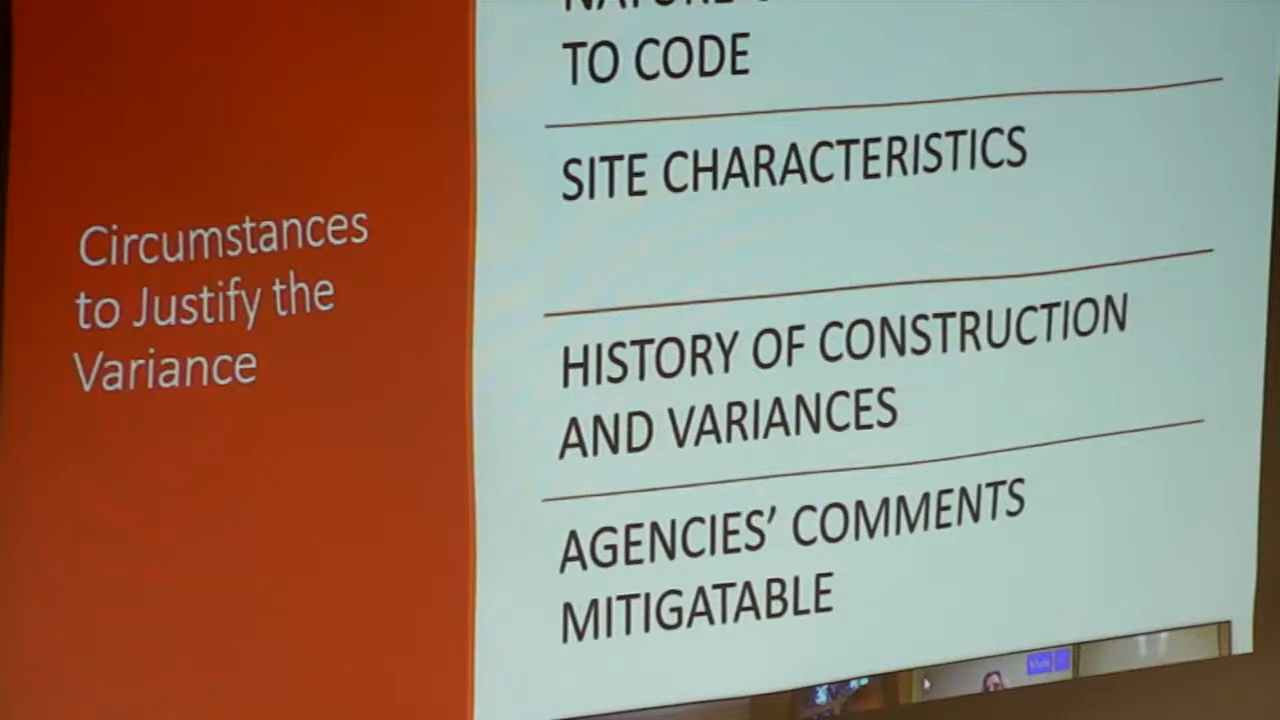 Circumstances
to Justify the
Variance
TO CODE
SITE CHARACTERISTICS
HISTORY OF CONSTRUCTION
AND VARIANCES
AGENCIES' COMMENTS
MITIGATABLE